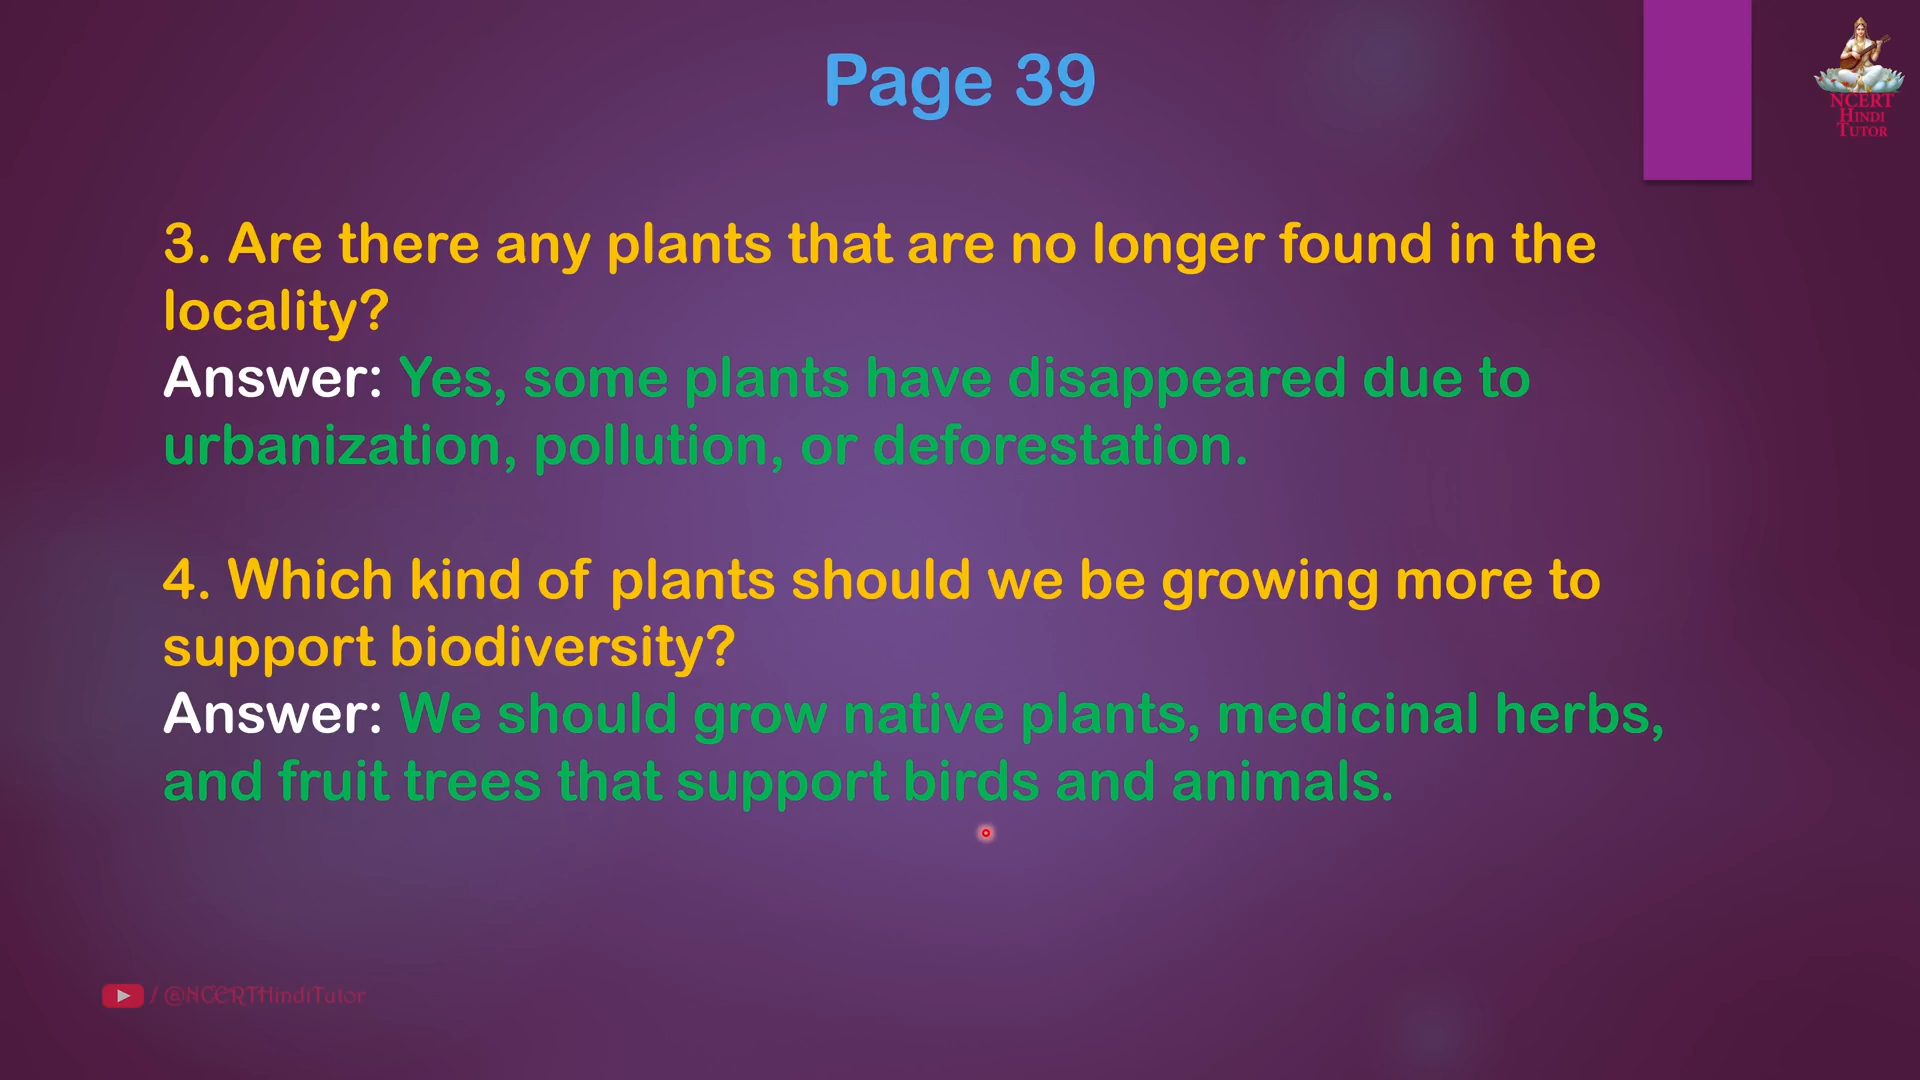 Page 39
NCERT
HINDI
TUTOR
3. Are there any plants that are no longer found in the
locality?
Answer: Yes, some plants have disappeared due to
urbanization, pollution, or deforestation.
4. Which kind of plants should we be growing more to
support biodiversity?
Answer: We should grow native plants, medicinal herbs,
and fruit trees that support birds and animals.
/ @NCERTHindiTutor